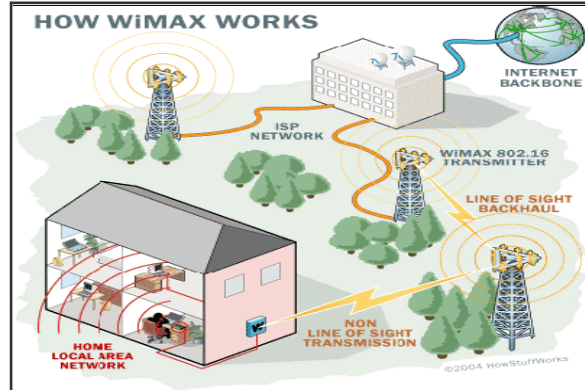 HOW WiMAX WORKS
INTERNET
BACKBONE
ISP
NETWORK
WiMAX 802.16
TRANSMITTER
LINE OF SIGHT
BACKHAUL
NON
LINE OF SIGHT
TRANSMISSION
HOME
LOCAL AREA
NETWORK
©2004 HowStuffWorks